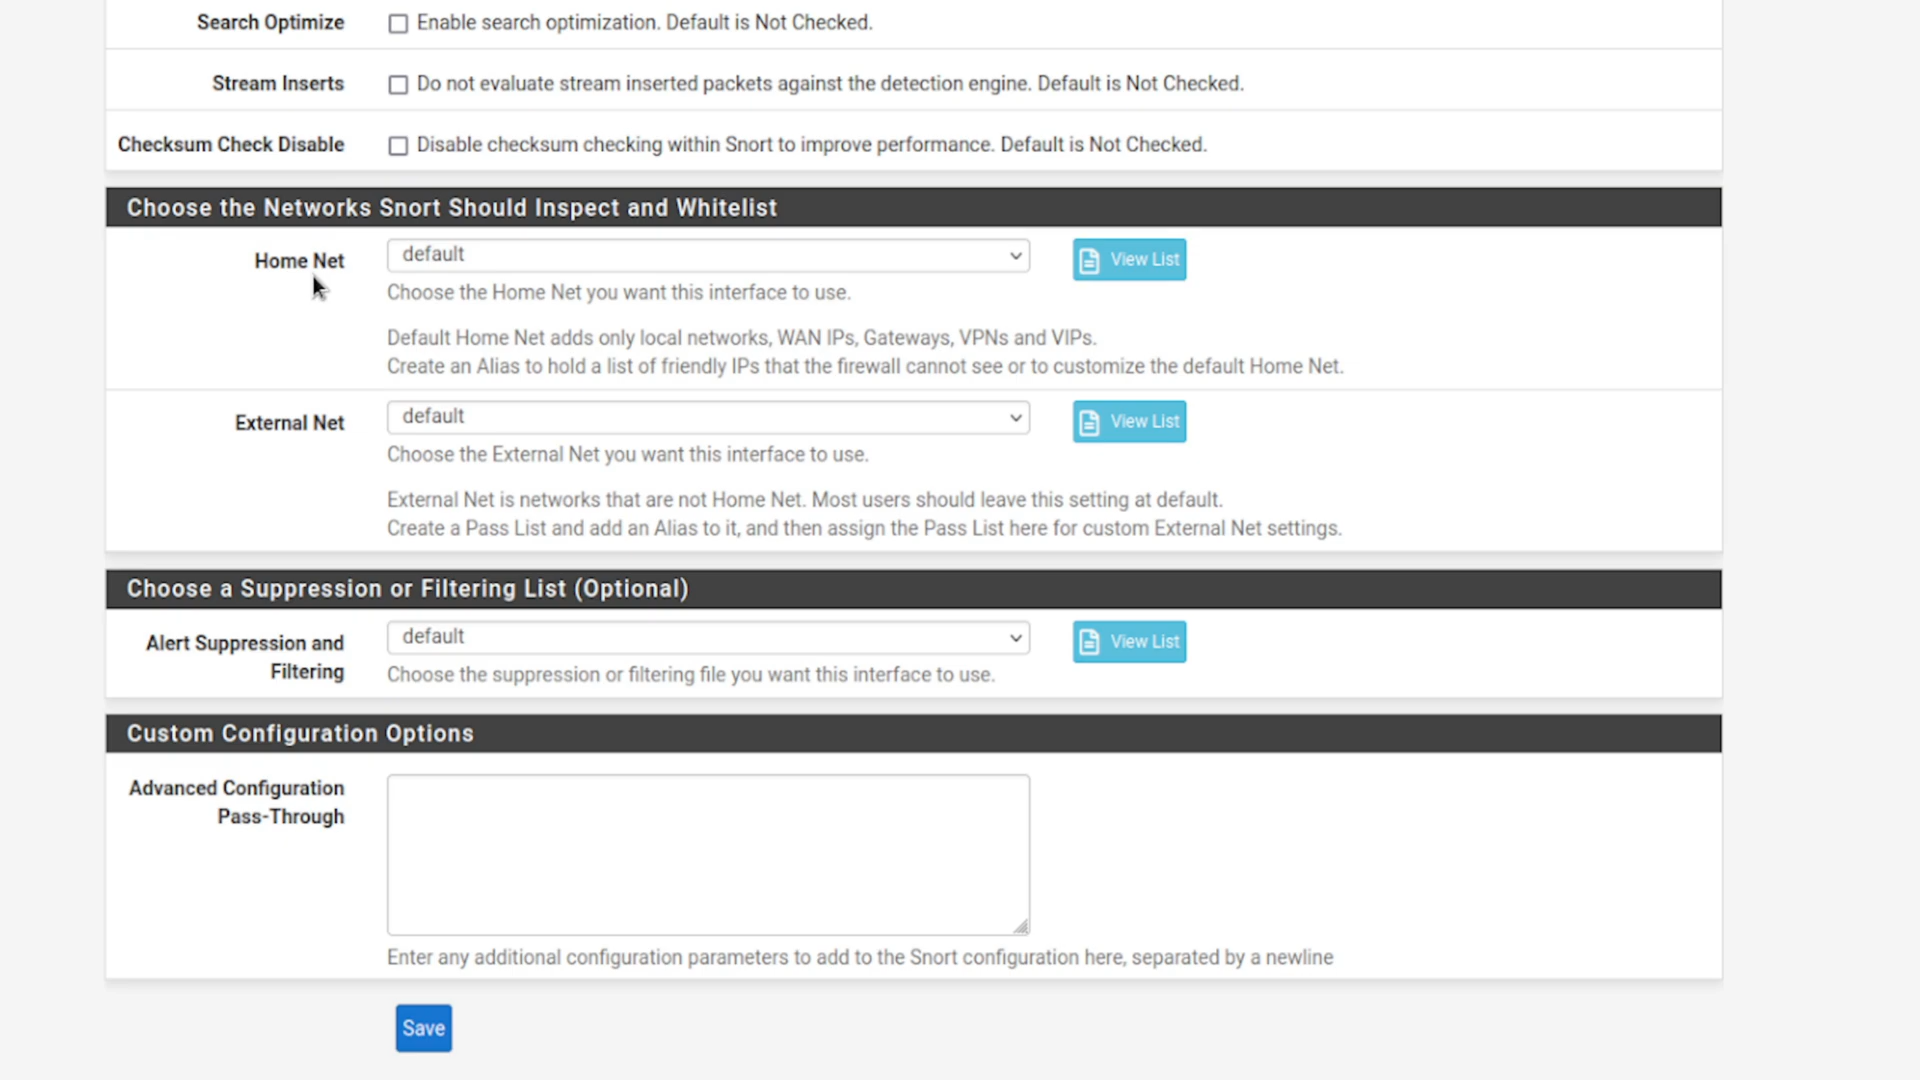 Search Optimize Enable search optimization. Default is Not Checked.
Stream Inserts Do not evaluate stream inserted packets against the detection engine. Default is Not Checked.
Checksum Check Disable Disable checksum checking within Snort to improve performance. Default is Not Checked.
Choose the Networks Snort Should Inspect and Whitelist
Home Net default View List
Choose the Home Net you want this interface to use.
Default Home Net adds only local networks, WAN IPs, Gateways, VPNs and VIPs.
Create an Alias to hold a list of friendly IPs that the firewall cannot see or to customize the default Home Net.
External Net default View List
Choose the External Net you want this interface to use.
External Net is networks that are not Home Net. Most users should leave this setting at default.
Create a Pass List and add an Alias to it, and then assign the Pass List here for custom External Net settings.
Choose a Suppression or Filtering List (Optional)
Alert Suppression and
Filtering
default View List
Choose the suppression or filtering file you want this interface to use.
Custom Configuration Options
Advanced Configuration
Pass-Through
Enter any additional configuration parameters to add to the Snort configuration here, separated by a newline
Save